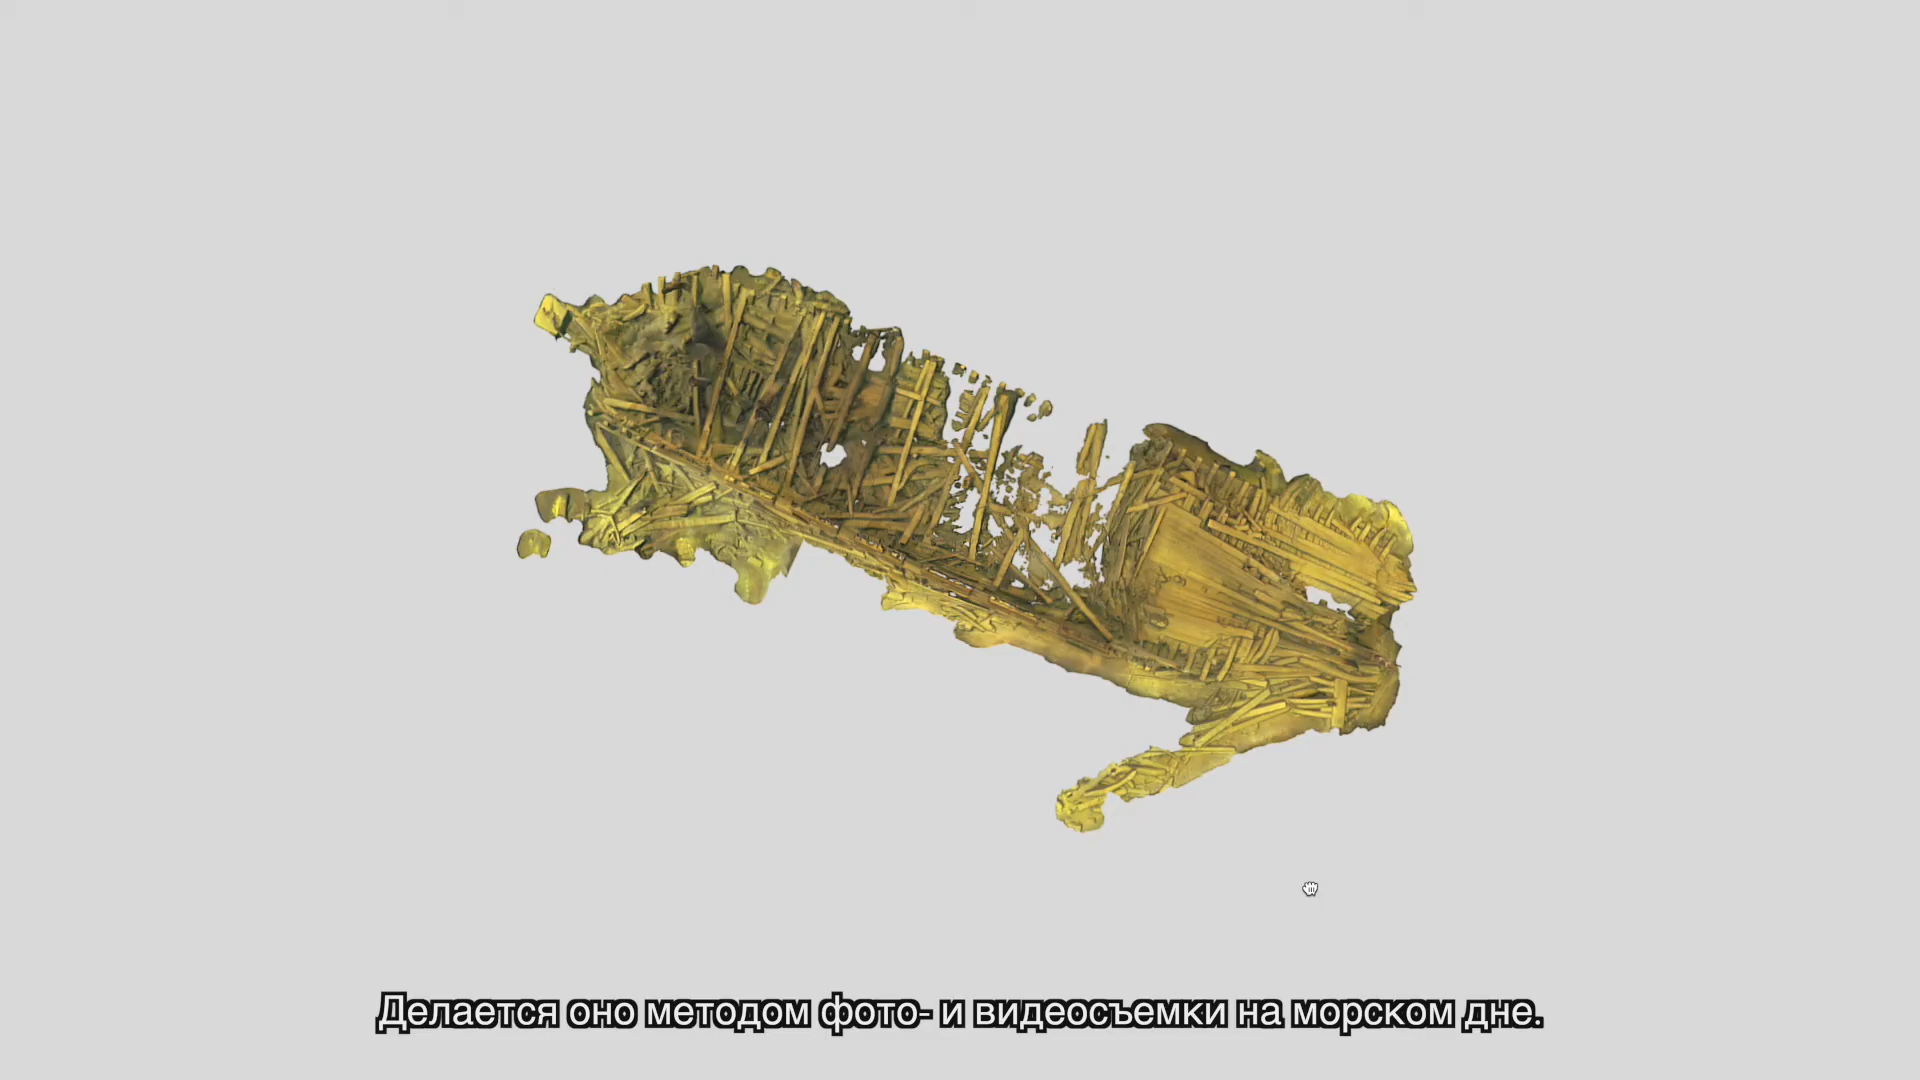 Делается оно методом фото- и видеосъемки на морском дне.